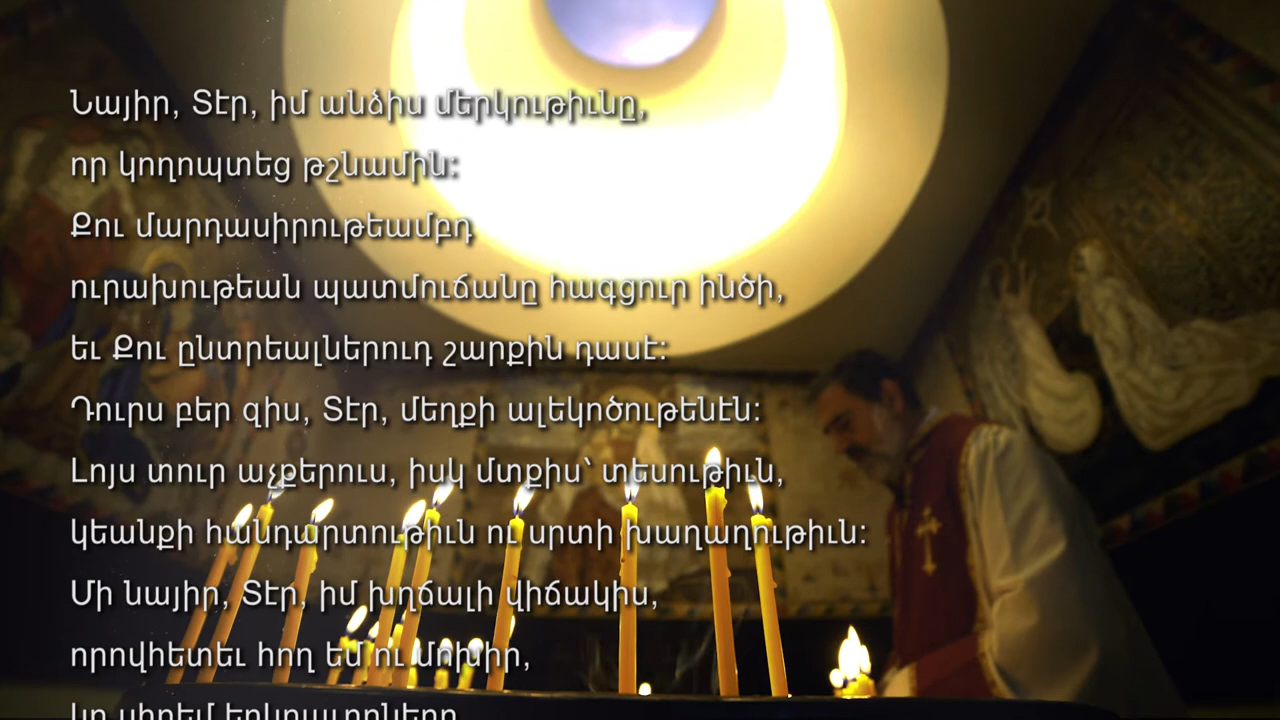 Նայիր, Տէր, իմ անձիս մերկութիւնը,
որ կողոպտեց թշնամին:
Քու մարդասիրութեամբդ
ուրախութեան պատմուճանը հագցուր ինծի,
եւ Քու ընտրեալներուդ շարքին դասէ:
Դուրս բեր զիս, Տէր, մեղքի ալեկոծութենէն:
Լոյս տուր աչքերուս, իսկ մտքիս՝ տեսութիւն,
կեանքի հանդարտութիւն ու սրտի խաղաղութիւն:
Մի նայիր, Տէր, իմ խղճալի վիճակիս,
որովհետեւ հող եմ ու մոխիր,